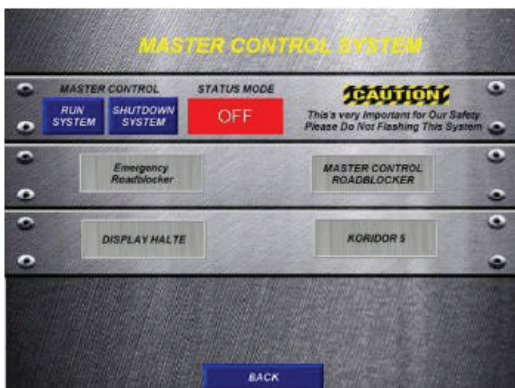 MASTER CONTROL SYSTEM
MASTER CONTROL
STATUS MODE
CAUTION
RUN
SYSTEM
SHUTDOWN
SYSTEM
OFF
This's very Important for Our Safety
Please Do Not Flashing This System
Emergency
Roadblocker
MASTER CONTROL
ROADBLOCKER
DISPLAY HALTE
KORIDOR 5
BACK